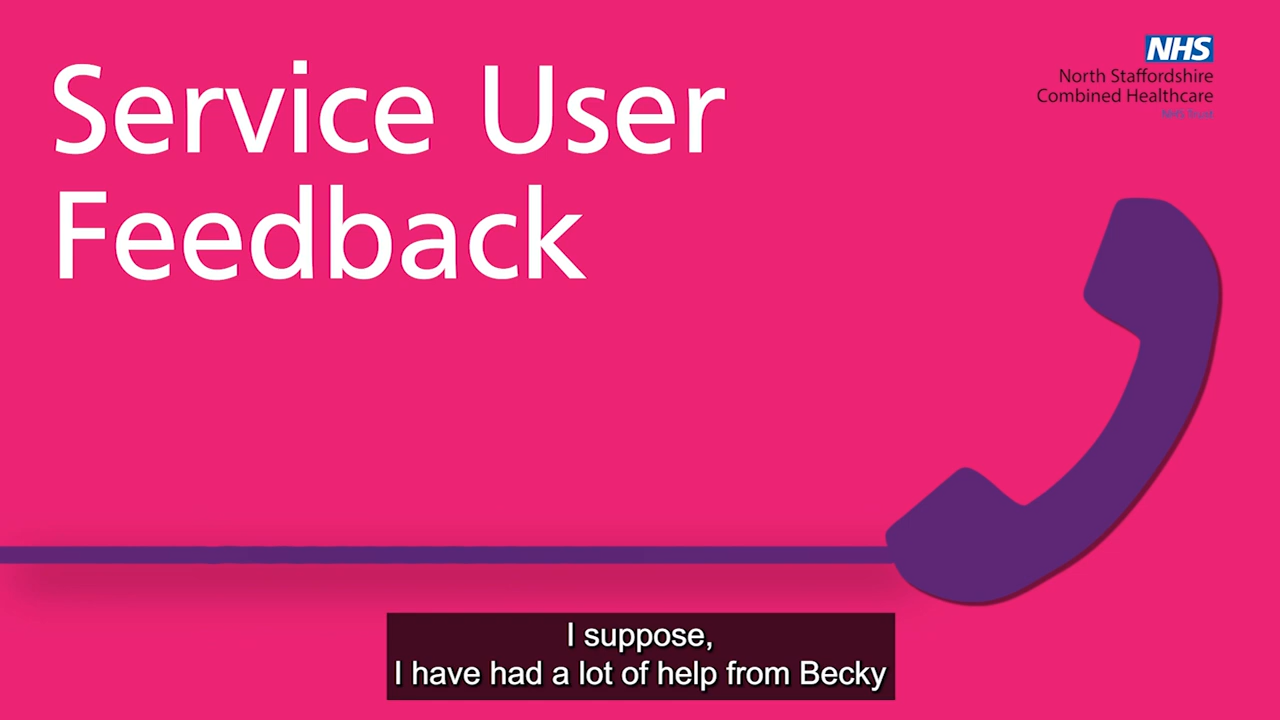 Service User
Feedback
NHS
North Staffordshire
Combined Healthcare
NHS Trust
I suppose,
I have had a lot of help from Becky